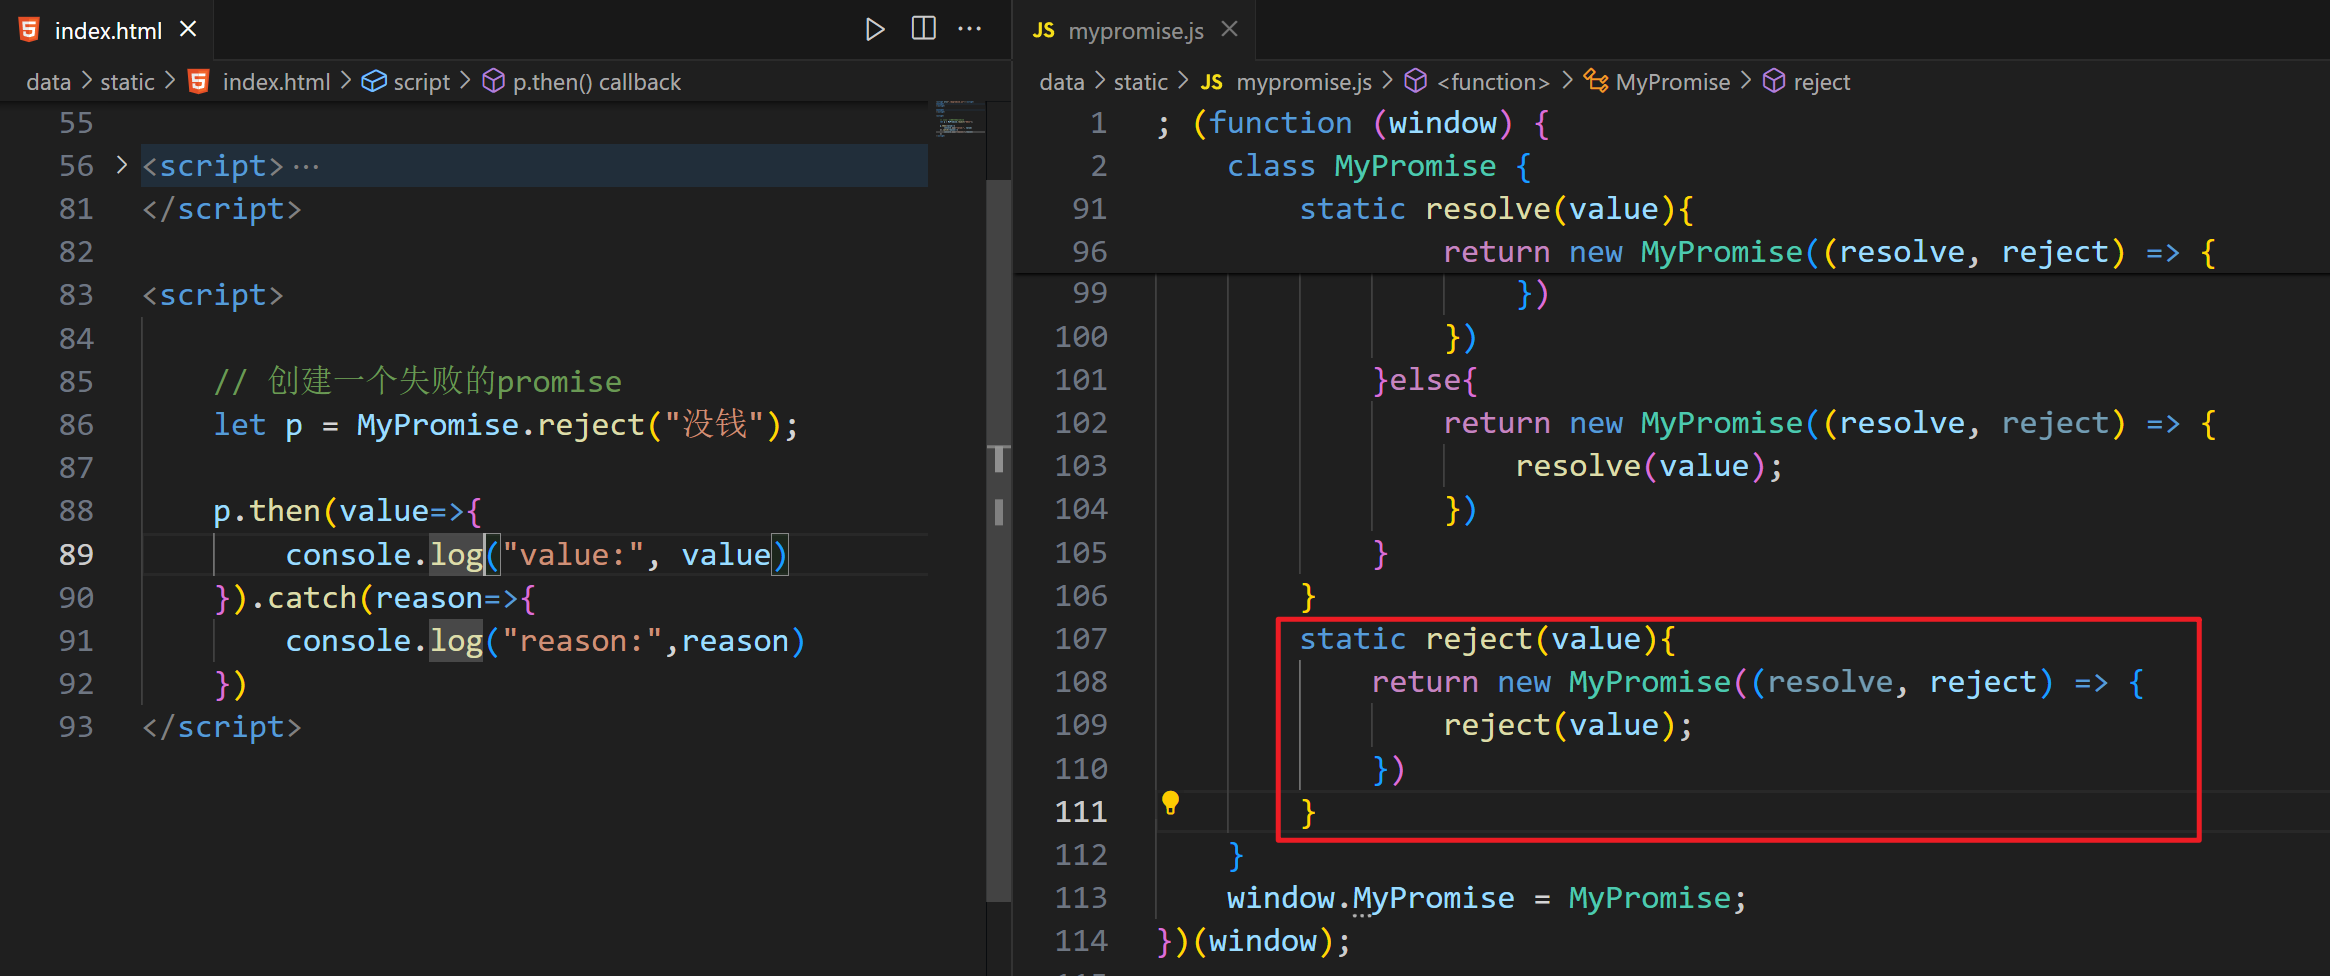 index.html
data > static > index.html > script > p.then() callback
55
56 <script>···
81 </script>
82
83 <script>
84
85 // 创建一个失败的promise
86 let p = MyPromise.reject("没钱");
87
88 p.then(value=>{
89 console.log("value:", value)
90 }).catch(reason=>{
91 console.log("reason:",reason)
92 })
93 </script>
JS mypromise.js
data > static > JS mypromise.js > <function> > MyPromise > reject
1 ; (function (window) {
2 class MyPromise {
91 static resolve(value){
96 return new MyPromise((resolve, reject) => {
99 })
100 })
101 }else{
102 return new MyPromise((resolve, reject) => {
103 resolve(value);
104 })
105 }
106 }
107 static reject(value){
108 return new MyPromise((resolve, reject) => {
109 reject(value);
110 })
111 }
112 }
113 window.MyPromise = MyPromise;
114 })(window);